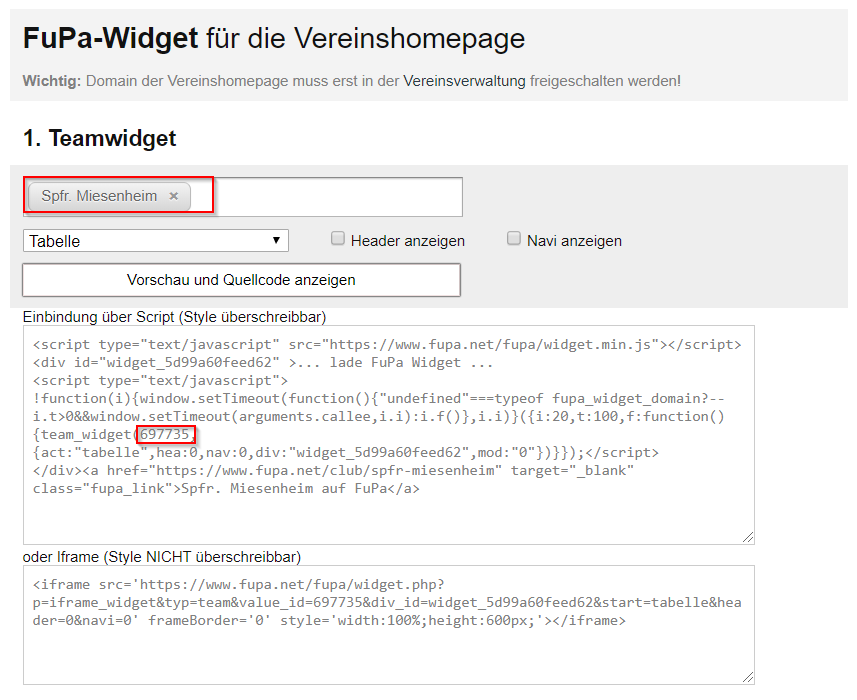 FuPa-Widget für die Vereinshomepage
Wichtig: Domain der Vereinshomepage muss erst in der Vereinsverwaltung freigeschalten werden!
1. Teamwidget
Spfr. Miesenheim ×
Tabelle ▼ Header anzeigen Navi anzeigen
Vorschau und Quellcode anzeigen
Einbindung über Script (Style überschreibbar)
<script type="text/javascript" src="https://www.fupa.net/fupa/widget.min.js"></script>
<div id="widget_5d99a60feed62" >... lade FuPa Widget ...
<script type="text/javascript">
!function(i){window.setTimeout(function(){"undefined"===typeof fupa_widget_domain?--
i.t>0&&window.setTimeout(arguments.callee,i.i):i.f()},i.i)}({i:20,t:100,f:function()
{team_widget(697735,
{act:"tabelle",hea:0,nav:0,div:"widget_5d99a60feed62",mod:"0"})}});</script>
</div><a href="https://www.fupa.net/club/spfr-miesenheim" target="_blank"
class="fupa_link">Spfr. Miesenheim auf FuPa</a>
oder Iframe (Style NICHT überschreibbar)
<iframe src='https://www.fupa.net/fupa/widget.php?
p=iframe_widget&typ=team&value_id=697735&div_id=widget_5d99a60feed62&start=tabelle&hea
der=0&navi=0' frameBorder='0' style='width:100%;height:600px;'></iframe>